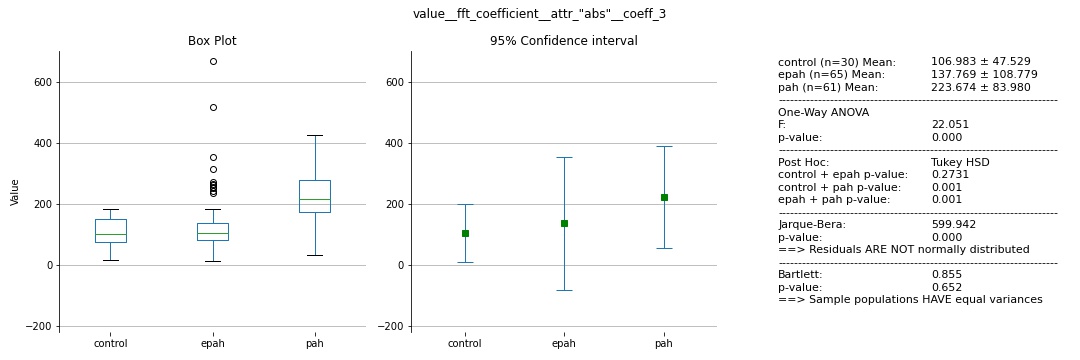 value__fft_coefficient__attr_"abs"__coeff_3
Box Plot
Value
600
400
200
0
−200
control epah pah
95% Confidence interval
600
400
200
0
−200
control epah pah
control (n=30) Mean: 106.983 ± 47.529
epah (n=65) Mean: 137.769 ± 108.779
pah (n=61) Mean: 223.674 ± 83.980
One-Way ANOVA
F: 22.051
p-value: 0.000
Post Hoc: Tukey HSD
control + epah p-value: 0.2731
control + pah p-value: 0.001
epah + pah p-value: 0.001
Jarque-Bera: 599.942
p-value: 0.000
==> Residuals ARE NOT normally distributed
Bartlett: 0.855
p-value: 0.652
==> Sample populations HAVE equal variances